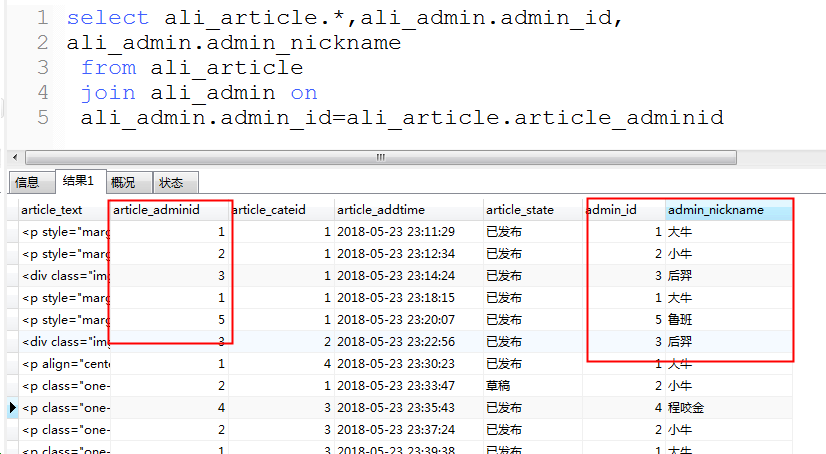 1 select ali_article.*,ali_admin.admin_id,
2 ali_admin.admin_nickname
3 from ali_article
4 join ali_admin on
5 ali_admin.admin_id=ali_article.article_adminid
信息 结果1 概况 状态
article_text article_adminid article_cateid article_addtime article_state admin_id admin_nickname
<p style="marg 1 1 2018-05-23 23:11:29 已发布 1 大牛
<p style="marg 2 1 2018-05-23 23:12:34 已发布 2 小牛
<div class="img 3 1 2018-05-23 23:14:24 已发布 3 后羿
<p style="marg 1 1 2018-05-23 23:18:15 已发布 1 大牛
<p style="marg 5 1 2018-05-23 23:20:07 已发布 5 鲁班
<div class="img 3 2 2018-05-23 23:22:56 已发布 3 后羿
<p align="cente 1 4 2018-05-23 23:30:23 已发布 1 大牛
<p class="one- 2 1 2018-05-23 23:33:47 草稿 2 小牛
<p class="one- 4 3 2018-05-23 23:35:43 已发布 4 程咬金
<p class="one- 2 3 2018-05-23 23:37:24 已发布 2 小牛
<p class="one- 1 3 2018-05-23 23:39:38 已发布 1 大牛